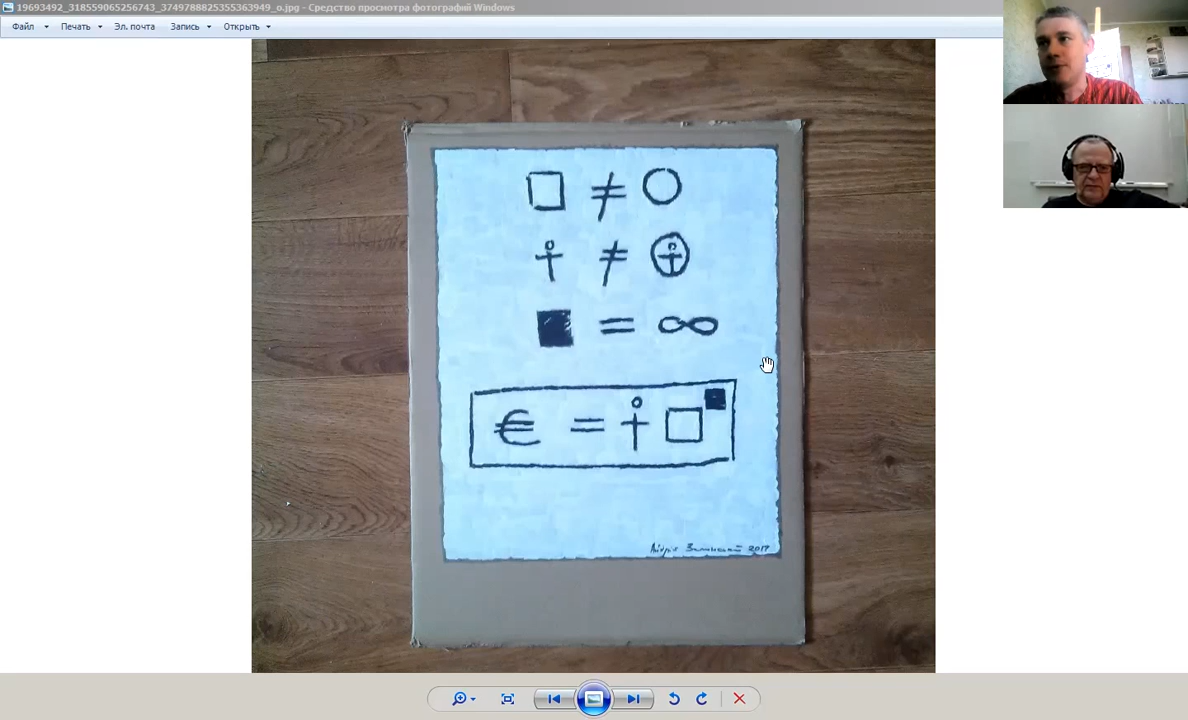 19693492_318559065256743_3749788825355363949_o.jpg - Средство просмотра фотографий Windows
Файл Печать Эл. почта Запись Открыть
□ ≠ ○
≠
■ = ∞
€ = □■
2017